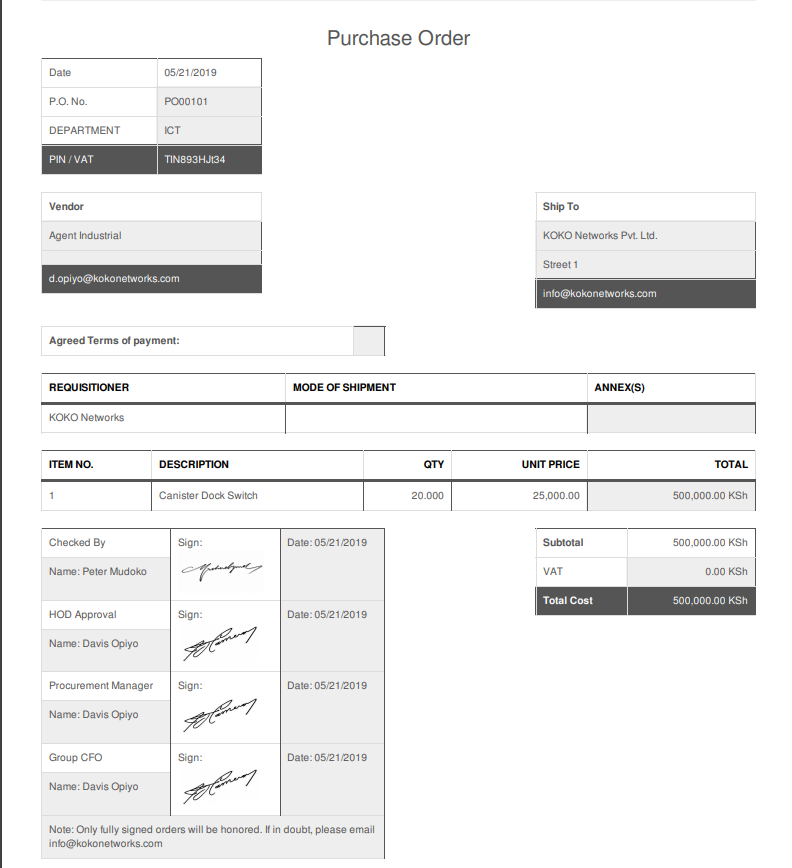 Purchase Order
Date 05/21/2019
P.O. No. PO00101
DEPARTMENT ICT
PIN / VAT TIN893HJt34
Vendor
Agent Industrial
d.opiyo@kokonetworks.com
Ship To
KOKO Networks Pvt. Ltd.
Street 1
info@kokonetworks.com
Agreed Terms of payment:
REQUISITIONER MODE OF SHIPMENT ANNEX(S)
KOKO Networks
ITEM NO. DESCRIPTION QTY UNIT PRICE TOTAL
1 Canister Dock Switch 20.000 25,000.00 500,000.00 KSh
Checked By Sign: Date: 05/21/2019
Name: Peter Mudoko
HOD Approval Sign: Date: 05/21/2019
Name: Davis Opiyo
Procurement Manager Sign: Date: 05/21/2019
Name: Davis Opiyo
Group CFO Sign: Date: 05/21/2019
Name: Davis Opiyo
Note: Only fully signed orders will be honored. If in doubt, please email
info@kokonetworks.com
Subtotal 500,000.00 KSh
VAT 0.00 KSh
Total Cost 500,000.00 KSh